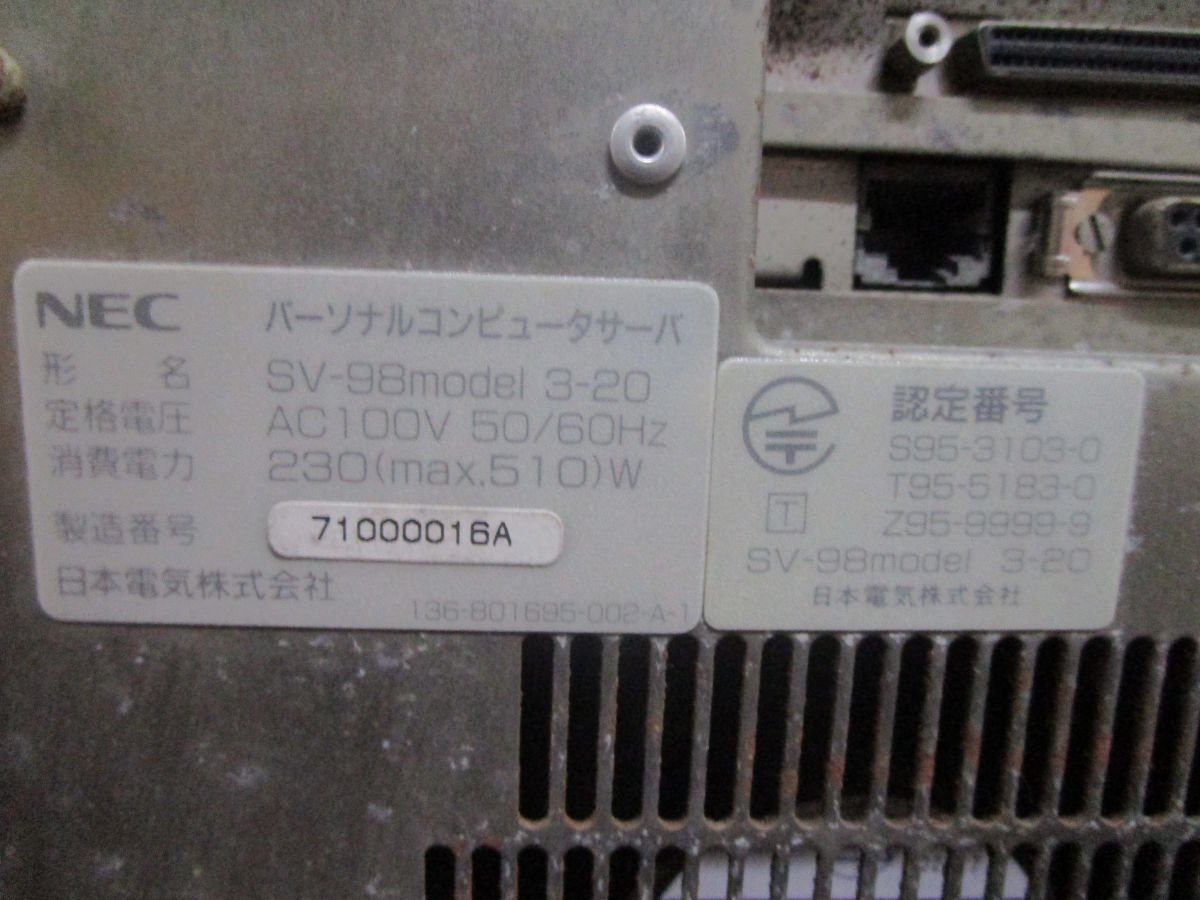 NEC パーソナルコンピュータサーバ
形 名 SV-98model 3-20
定格電圧 AC100V 50/60Hz
消費電力 230(max.510)W
製造番号 71000016A
日本電気株式会社
136-801695-002-A-1
認定番号
S95-3103-0
T95-5183-0
T Z95-9999-9
SV-98model 3-20
日本電気株式会社